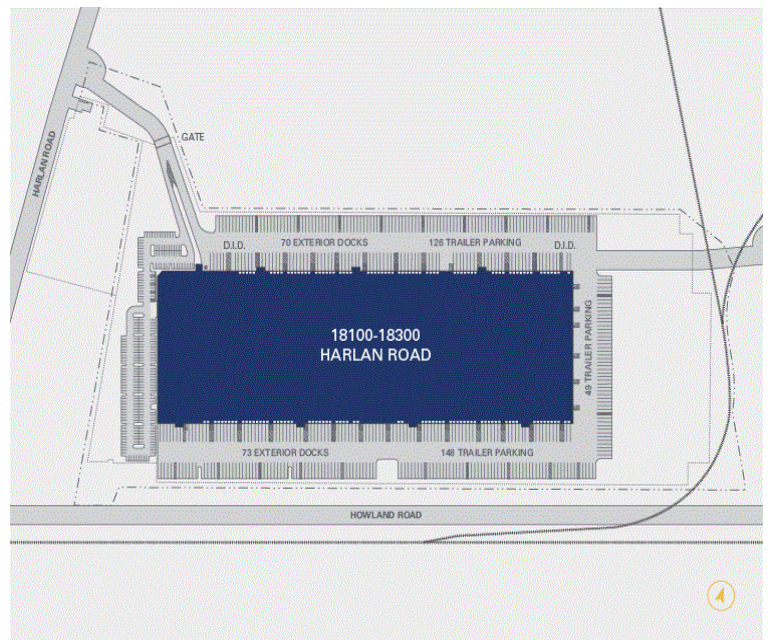 HARLAN ROAD
GATE
D.I.D.
70 EXTERIOR DOCKS
126 TRAILER PARKING
D.I.D.
18100-18300
HARLAN ROAD
49 TRAILER PARKING
73 EXTERIOR DOCKS
148 TRAILER PARKING
HOWLAND ROAD